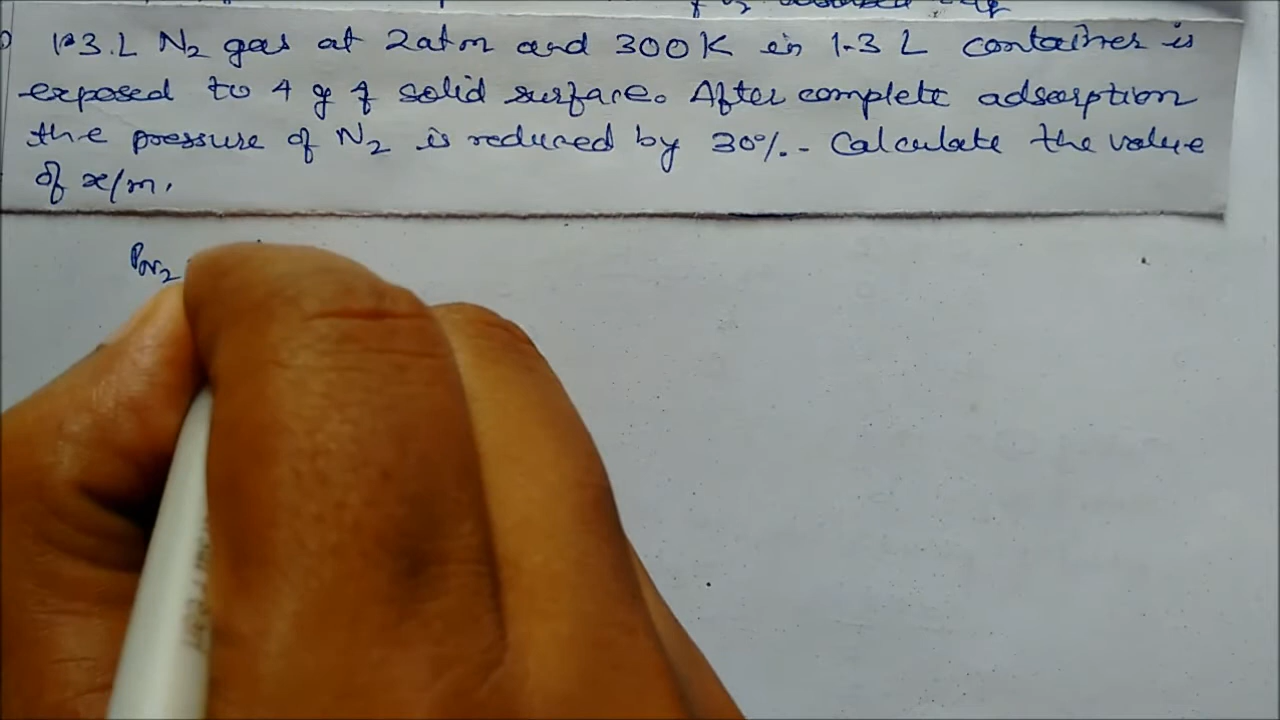 1.3.L N2 gas at 2atm and 300K in 1.3 L container is
exposed to 4 g of solid surface. After complete adsorption
the pressure of N2 is reduced by 30%. Calculate the value
of x/m.
PN2